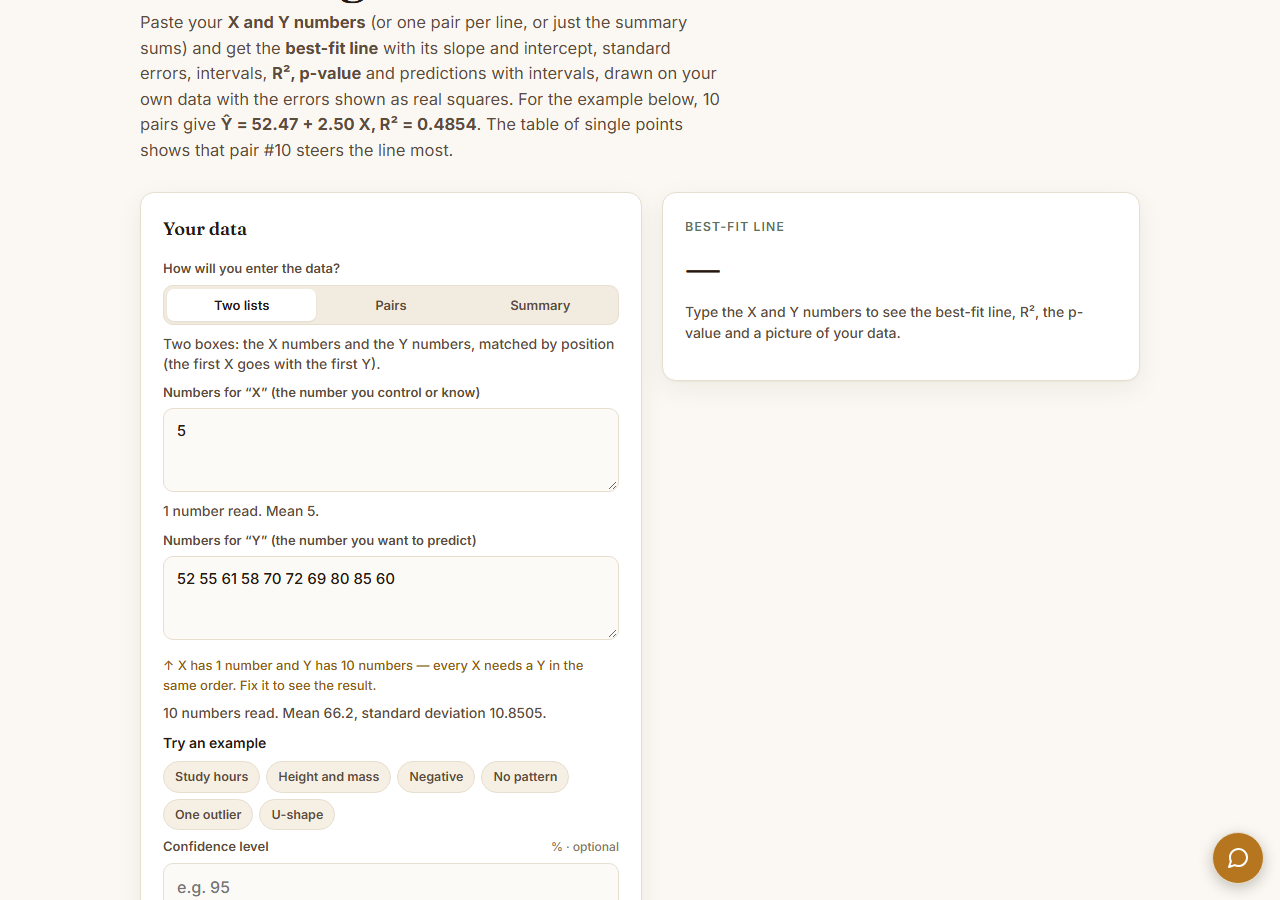 Paste your X and Y numbers (or one pair per line, or just the summary
sums) and get the best-fit line with its slope and intercept, standard
errors, intervals, R², p-value and predictions with intervals, drawn on your
own data with the errors shown as real squares. For the example below, 10
pairs give Ŷ = 52.47 + 2.50 X, R² = 0.4854. The table of single points
shows that pair #10 steers the line most.
Your data
How will you enter the data?
Two lists Pairs Summary
Two boxes: the X numbers and the Y numbers, matched by position
(the first X goes with the first Y).
Numbers for “X” (the number you control or know)
5
1 number read. Mean 5.
Numbers for “Y” (the number you want to predict)
52 55 61 58 70 72 69 80 85 60
↑ X has 1 number and Y has 10 numbers — every X needs a Y in the
same order. Fix it to see the result.
10 numbers read. Mean 66.2, standard deviation 10.8505.
Try an example
Study hours Height and mass Negative No pattern
One outlier U-shape
Confidence level % · optional
e.g. 95
BEST-FIT LINE
—
Type the X and Y numbers to see the best-fit line, R², the p-
value and a picture of your data.